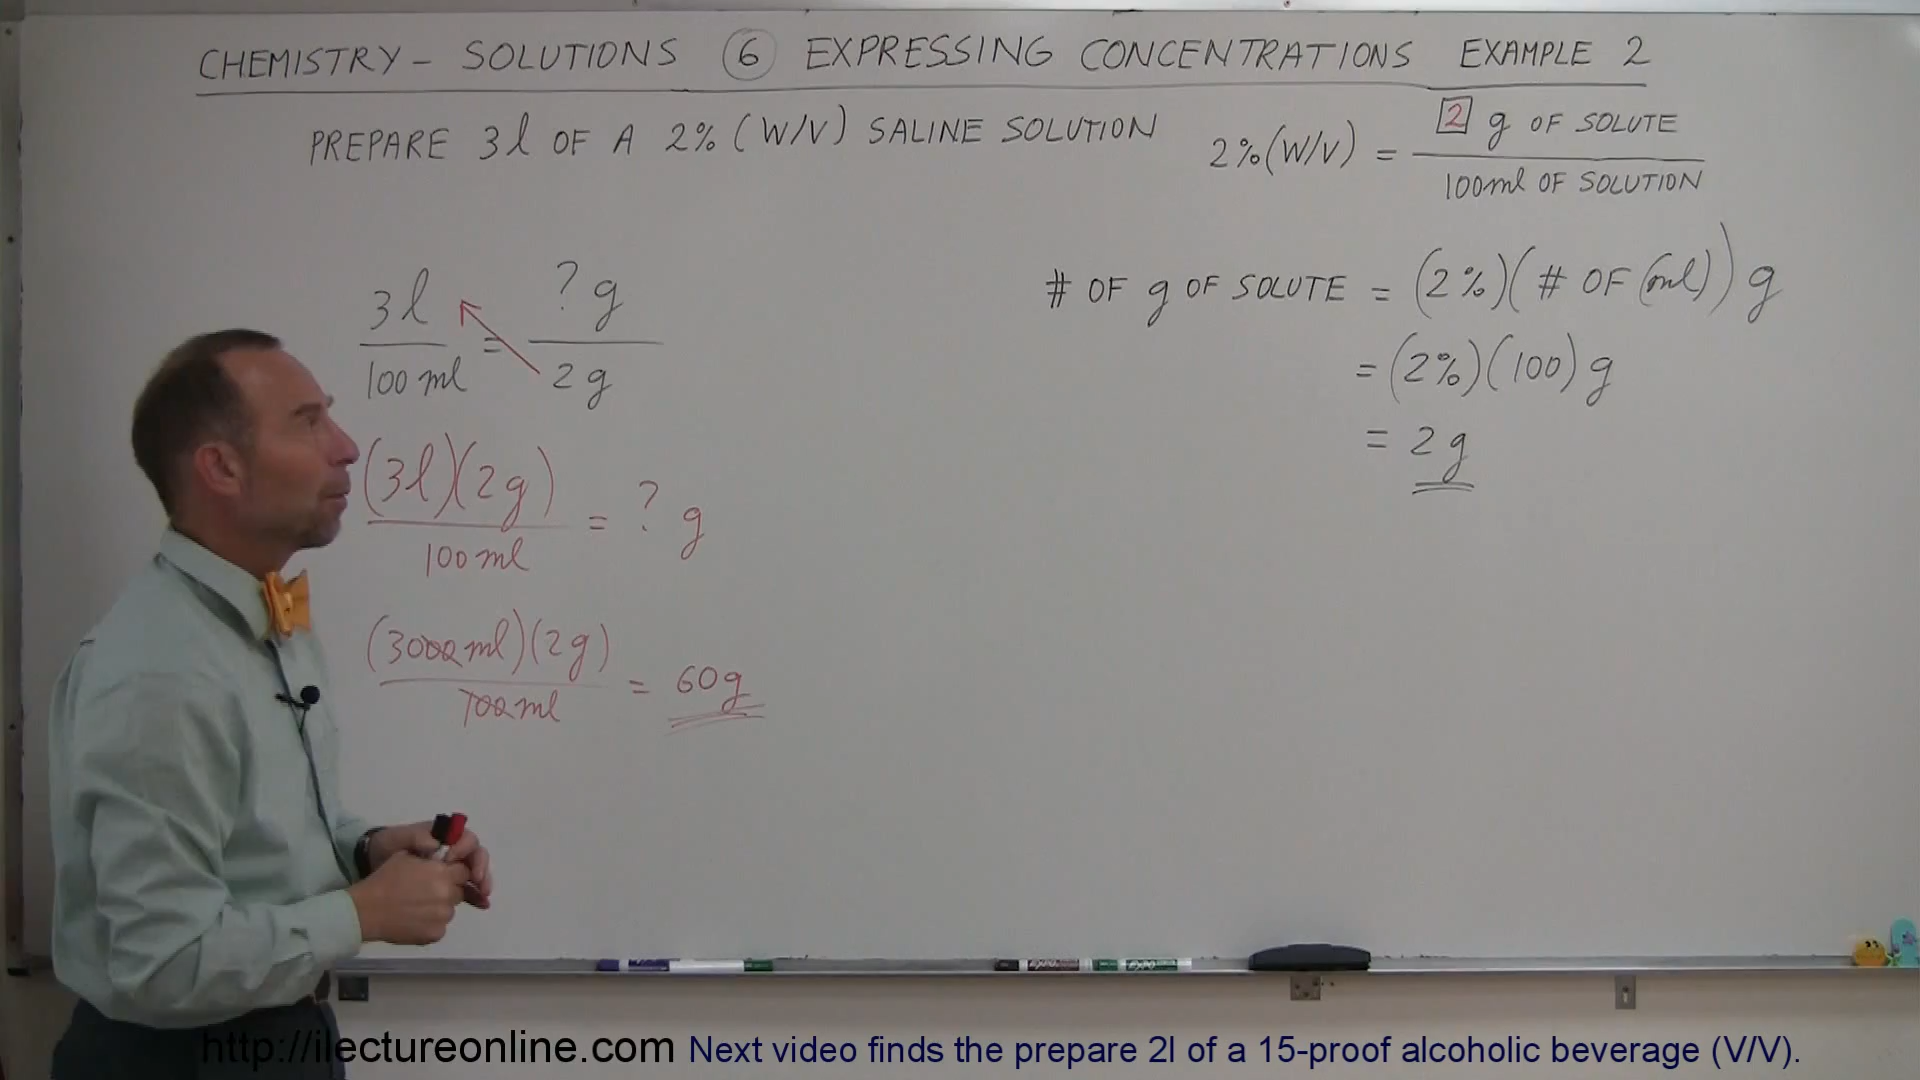 CHEMISTRY – SOLUTIONS 6 EXPRESSING CONCENTRATIONS EXAMPLE 2
PREPARE 3l OF A 2% (W/V) SALINE SOLUTION
2% (W/V) = 2 g OF SOLUTE
100ml OF SOLUTION
3l = ? g
100 ml 2 g
(3l)(2g) = ? g
100 ml
(3000 ml)(2g) = 60g
100 ml
# OF g OF SOLUTE = (2%)(# OF (ml)) g
= (2%)(100) g
= 2 g
EXPO
EXPO
http://ilectureonline.com Next video finds the prepare 2l of a 15-proof alcoholic beverage (V/V).